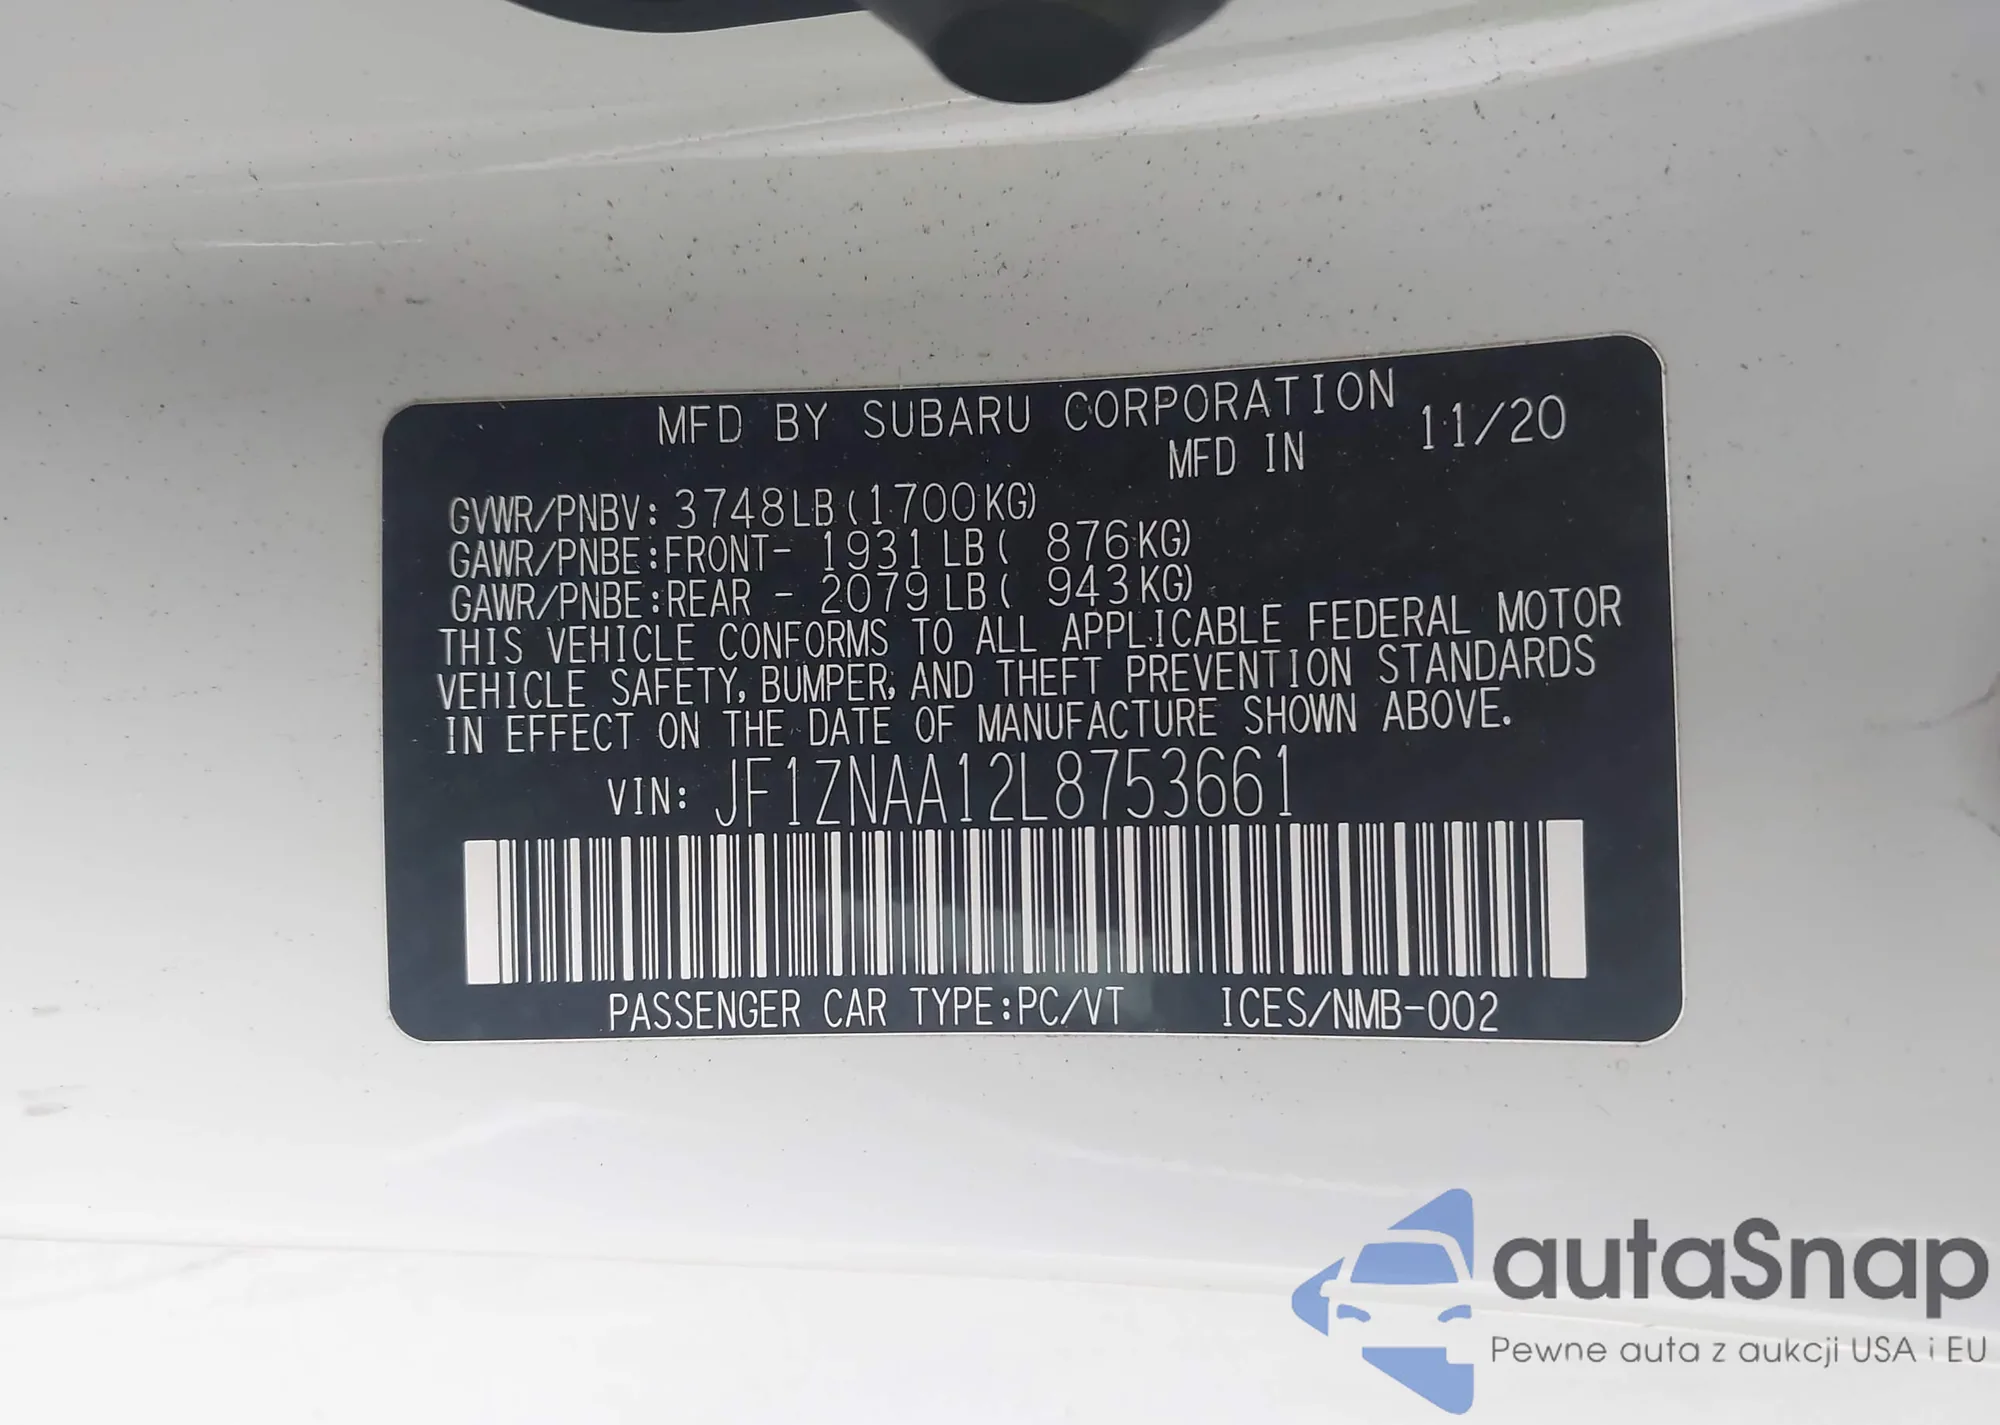 MFD BY SUBARU CORPORATION 11/20
MFD IN
GVWR/PNBV: 3748LB(1700KG)
GAWR/PNBE:FRONT- 1931LB( 876KG)
GAWR/PNBE:REAR - 2079LB( 943KG)
THIS VEHICLE CONFORMS TO ALL APPLICABLE FEDERAL MOTOR
VEHICLE SAFETY, BUMPER, AND THEFT PREVENTION STANDARDS
IN EFFECT ON THE DATE OF MANUFACTURE SHOWN ABOVE.
VIN: JF1ZNAA12L8753661
PASSENGER CAR TYPE:PC/VT ICES/NMB-002
autaSnap
Pewne auta z aukcji USA i EU